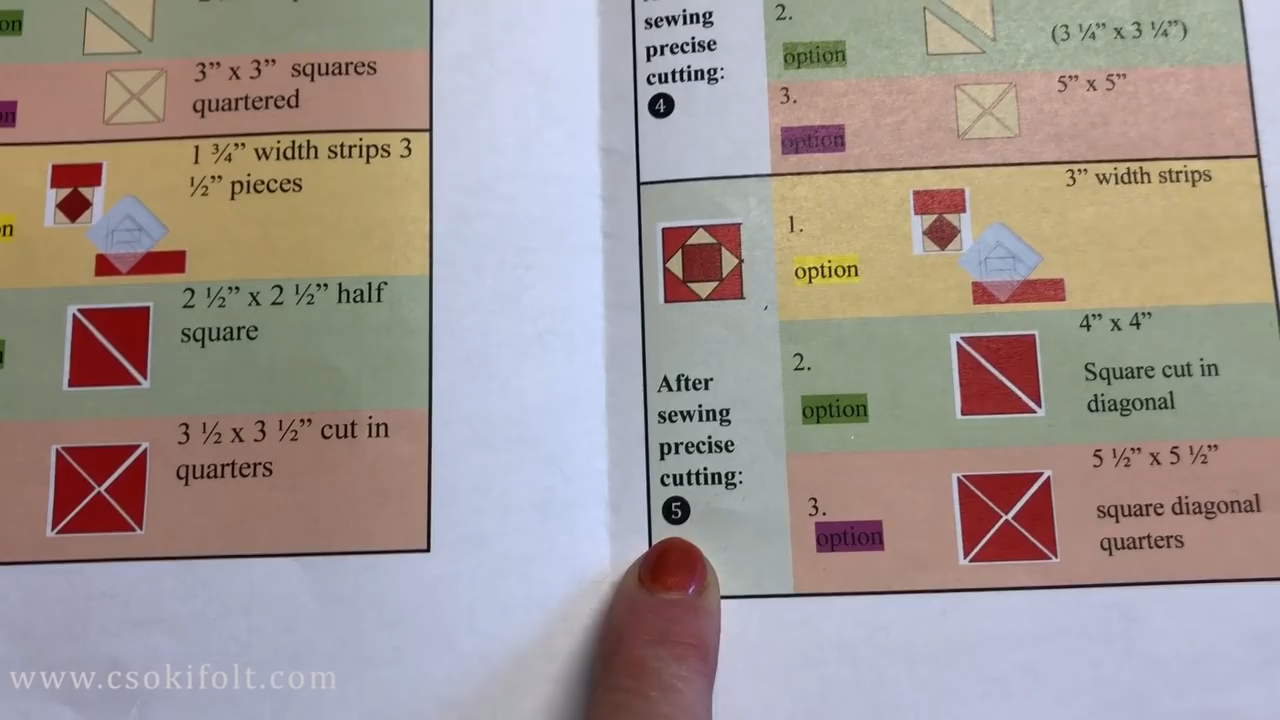 on
3” x 3” squares
quartered
on
1 ¾” width strips 3
½” pieces
n
2 ½” x 2 ½” half
square
3 ½ x 3 ½” cut in
quarters
sewing
precise
cutting:
4
2.
option
(3 ¼” x 3 ¼”)
3.
option
5” x 5”
After
sewing
precise
cutting:
5
1.
option
3” width strips
2.
option
4” x 4”
Square cut in
diagonal
3.
option
5 ½” x 5 ½”
square diagonal
quarters
www.csokifolt.com